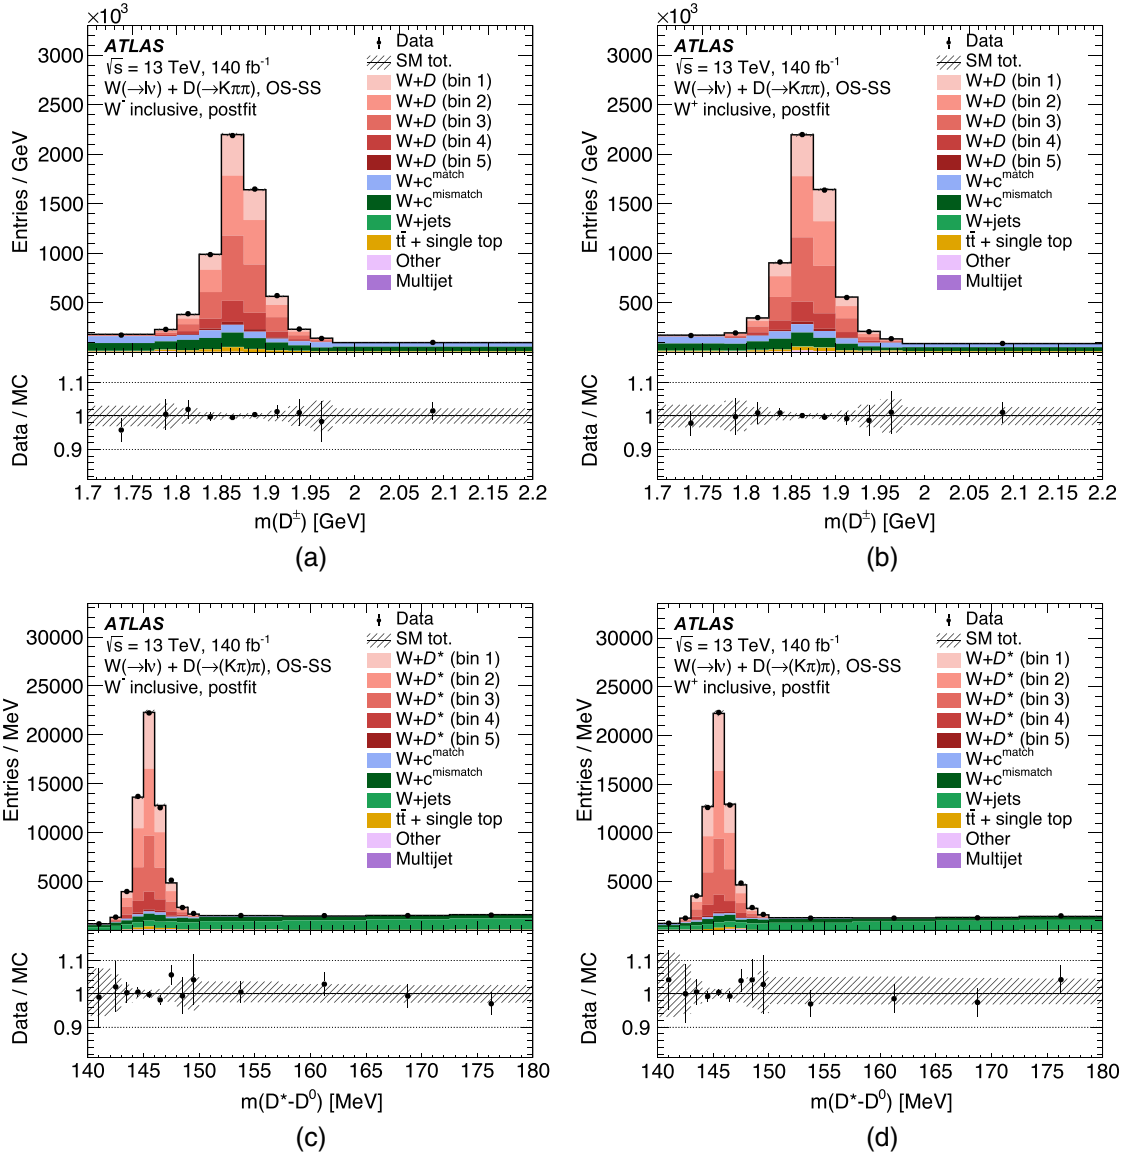 ×10³
3000
2500
2000
1500
1000
500
Entries / GeV
ATLAS
√s = 13 TeV, 140 fb⁻¹
W(→lν) + D(→Kππ), OS-SS
W⁻ inclusive, postfit
Data
SM tot.
W+D (bin 1)
W+D (bin 2)
W+D (bin 3)
W+D (bin 4)
W+D (bin 5)
W+c^match
W+c^mismatch
W+jets
tt̄ + single top
Other
Multijet
1.1
1
0.9
Data / MC
1.7 1.75 1.8 1.85 1.9 1.95 2 2.05 2.1 2.15 2.2
m(D^±) [GeV]
(a)
×10³
3000
2500
2000
1500
1000
500
Entries / GeV
ATLAS
√s = 13 TeV, 140 fb⁻¹
W(→lν) + D(→Kππ), OS-SS
W⁺ inclusive, postfit
Data
SM tot.
W+D (bin 1)
W+D (bin 2)
W+D (bin 3)
W+D (bin 4)
W+D (bin 5)
W+c^match
W+c^mismatch
W+jets
tt̄ + single top
Other
Multijet
1.1
1
0.9
Data / MC
1.7 1.75 1.8 1.85 1.9 1.95 2 2.05 2.1 2.15 2.2
m(D^±) [GeV]
(b)
30000
25000
20000
15000
10000
5000
Entries / MeV
ATLAS
√s = 13 TeV, 140 fb⁻¹
W(→lν) + D(→(Kπ)π), OS-SS
W⁻ inclusive, postfit
Data
SM tot.
W+D* (bin 1)
W+D* (bin 2)
W+D* (bin 3)
W+D* (bin 4)
W+D* (bin 5)
W+c^match
W+c^mismatch
W+jets
tt̄ + single top
Other
Multijet
1.1
1
0.9
Data / MC
140 145 150 155 160 165 170 175 180
m(D*-D⁰) [MeV]
(c)
30000
25000
20000
15000
10000
5000
Entries / MeV
ATLAS
√s = 13 TeV, 140 fb⁻¹
W(→lν) + D(→(Kπ)π), OS-SS
W⁺ inclusive, postfit
Data
SM tot.
W+D* (bin 1)
W+D* (bin 2)
W+D* (bin 3)
W+D* (bin 4)
W+D* (bin 5)
W+c^match
W+c^mismatch
W+jets
tt̄ + single top
Other
Multijet
1.1
1
0.9
Data / MC
140 145 150 155 160 165 170 175 180
m(D*-D⁰) [MeV]
(d)